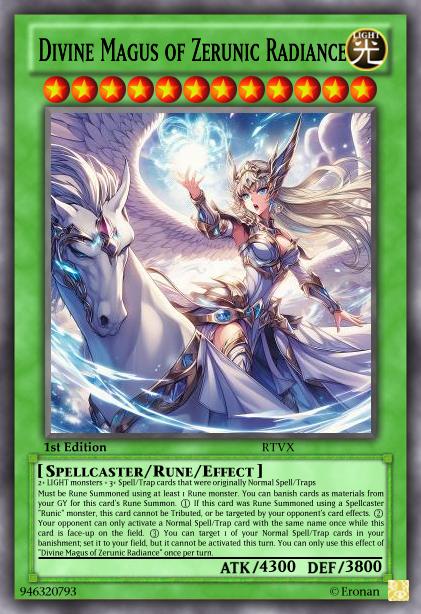 Divine Magus of Zerunic Radiance
LIGHT
光
1st Edition RTVX
[ Spellcaster/Rune/Effect ]
2+ LIGHT monsters + 3+ Spell/Trap cards that were originally Normal Spell/Traps
Must be Rune Summoned using at least 1 Rune monster. You can banish cards as materials from
your GY for this card's Rune Summon. ① If this card was Rune Summoned using a Spellcaster
"Runic" monster, this card cannot be Tributed, or be targeted by your opponent's card effects. ②
Your opponent can only activate a Normal Spell/Trap card with the same name once while this
card is face-up on the field. ③ You can target 1 of your Normal Spell/Trap cards in your
banishment; set it to your field, but it cannot be activated this turn. You can only use this effect of
"Divine Magus of Zerunic Radiance" once per turn.
ATK/4300 DEF/3800
946320793 © Eronan